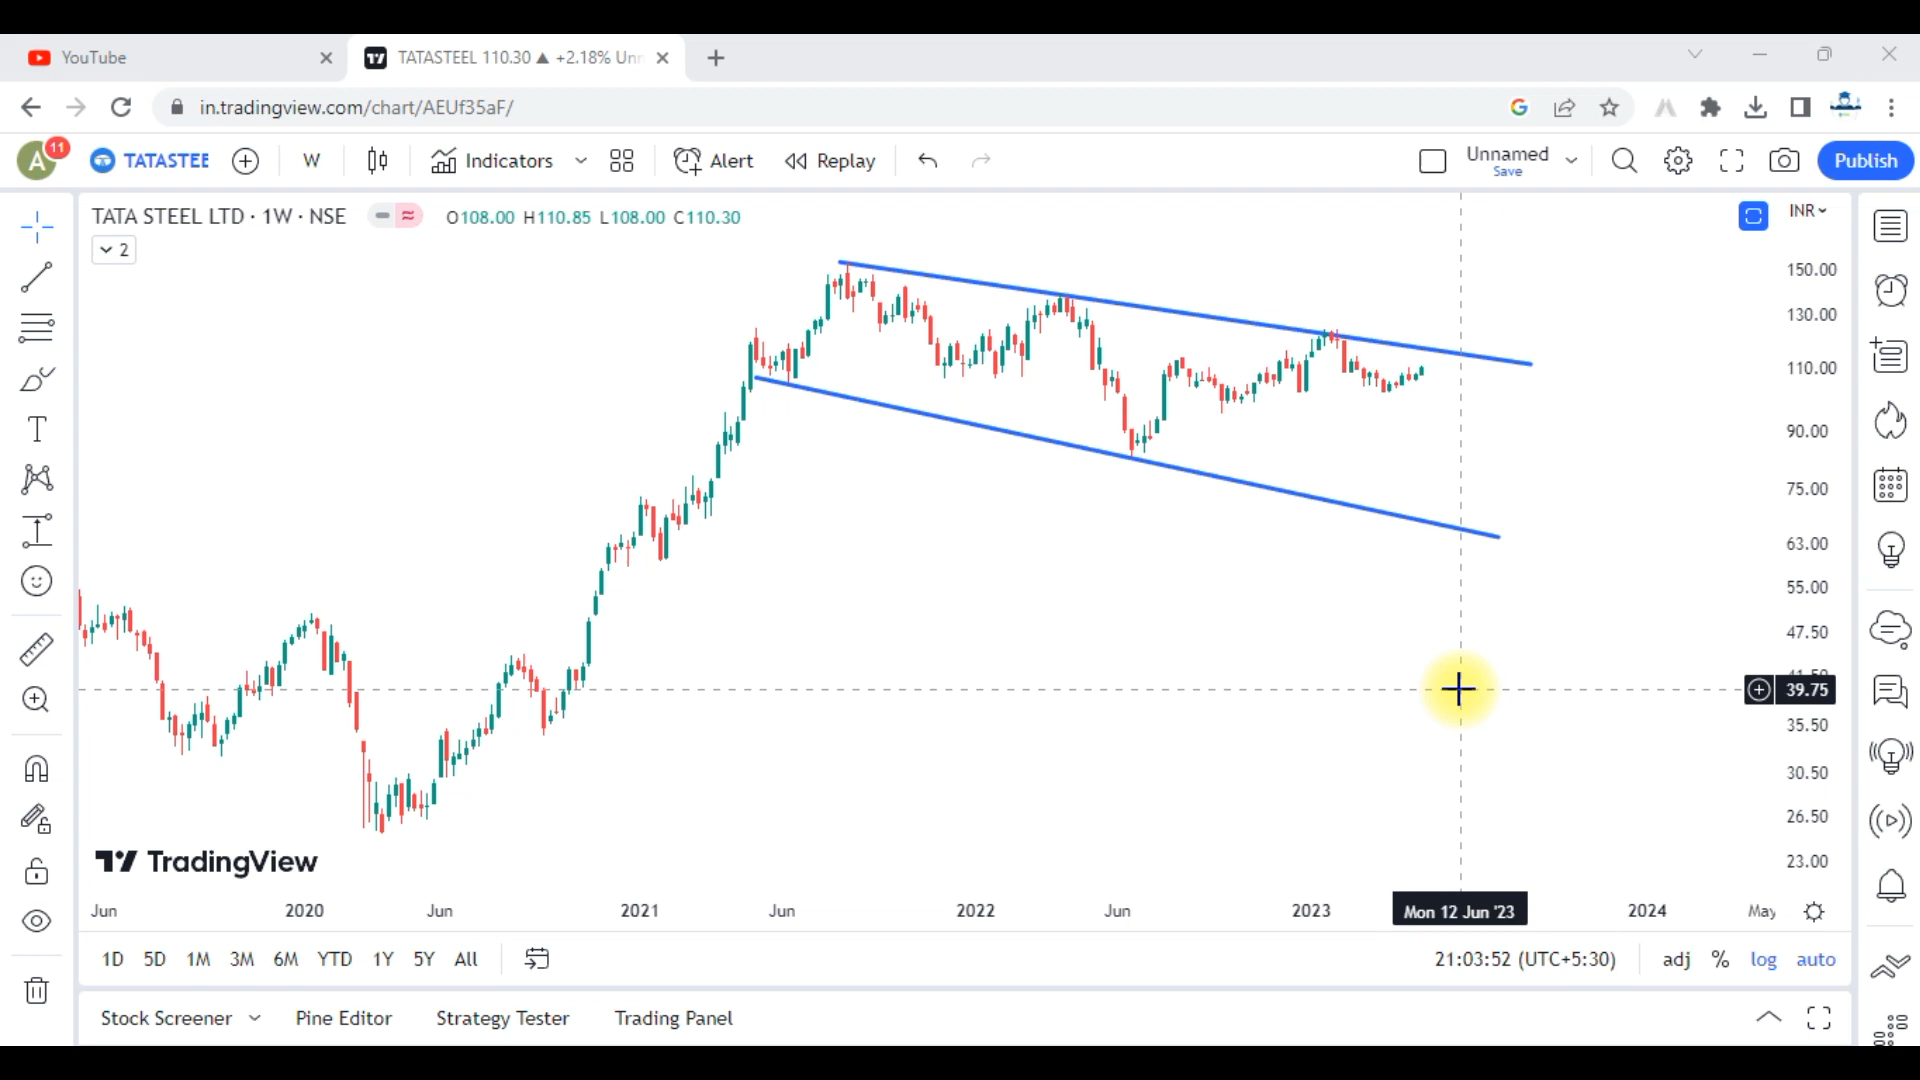 YouTube
TATASTEEL 110.30 ▲ +2.18% Unn
in.tradingview.com/chart/AEUf35aF/
A 11 TATASTEE W Indicators Alert Replay Unnamed Publish
Save
TATA STEEL LTD · 1W · NSE O108.00 H110.85 L108.00 C110.30 INR
2
150.00
130.00
110.00
90.00
75.00
63.00
55.00
47.50
39.75
35.50
30.50
26.50
23.00
TradingView
Jun 2020 Jun 2021 Jun 2022 Jun 2023 Mon 12 Jun '23 2024 May
1D 5D 1M 3M 6M YTD 1Y 5Y All 21:03:52 (UTC+5:30) adj % log auto
Stock Screener Pine Editor Strategy Tester Trading Panel